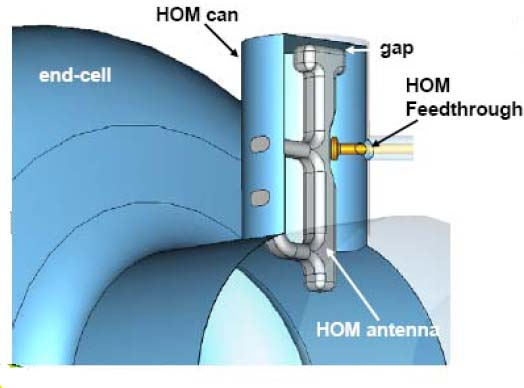 HOM can
gap
end-cell
HOM
Feedthrough
HOM antenna